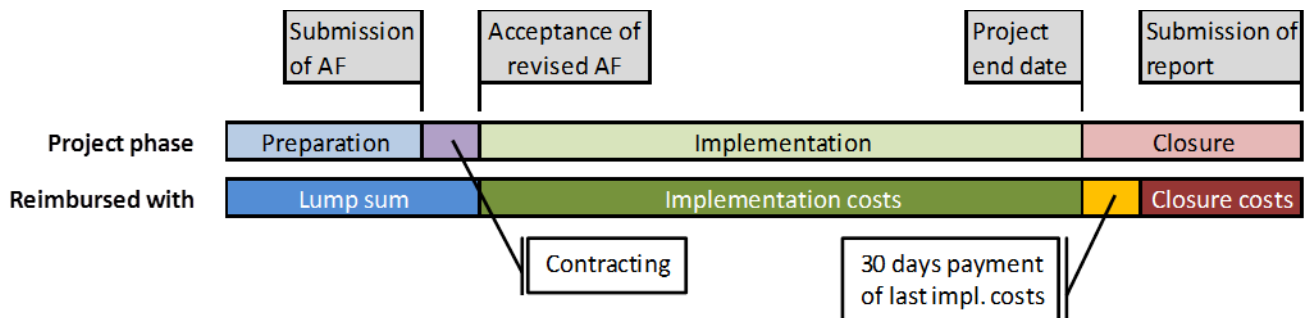 Submission
of AF
Acceptance of
revised AF
Project
end date
Submission of
report
Project phase
Preparation
Implementation
Closure
Reimbursed with
Lump sum
Implementation costs
Closure costs
Contracting
30 days payment
of last impl. costs